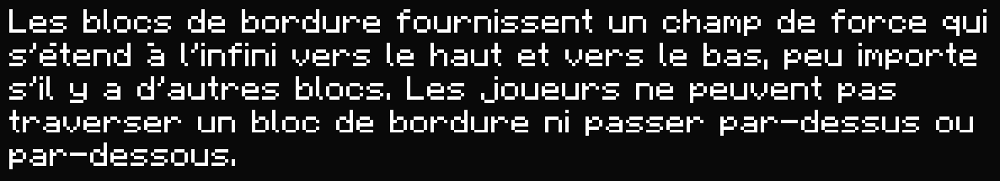 Les blocs de bordure fournissent un champ de force qui
s'étend à l'infini vers le haut et vers le bas, peu importe
s'il y a d'autres blocs. Les joueurs ne peuvent pas
traverser un bloc de bordure ni passer par-dessus ou
par-dessous.